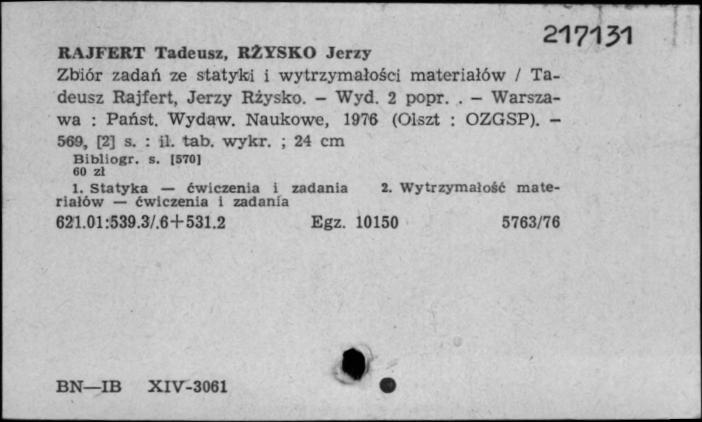 217131
RAJFERT Tadeusz, RŻYSKO Jerzy
Zbiór zadań ze statyki i wytrzymałości materiałów / Ta-
deusz Rajfert, Jerzy Rżysko. – Wyd. 2 popr. . – Warsza-
wa : Państ. Wydaw. Naukowe, 1976 (Olszt : OZGSP). –
569, [2] s. : il. tab. wykr. ; 24 cm
Bibliogr. s. [570]
60 zł
1. Statyka — ćwiczenia i zadania 2. Wytrzymałość mate-
riałów — ćwiczenia i zadania
621.01:539.3/.6+531.2 Egz. 10150 5763/76
BN—IB XIV-3061